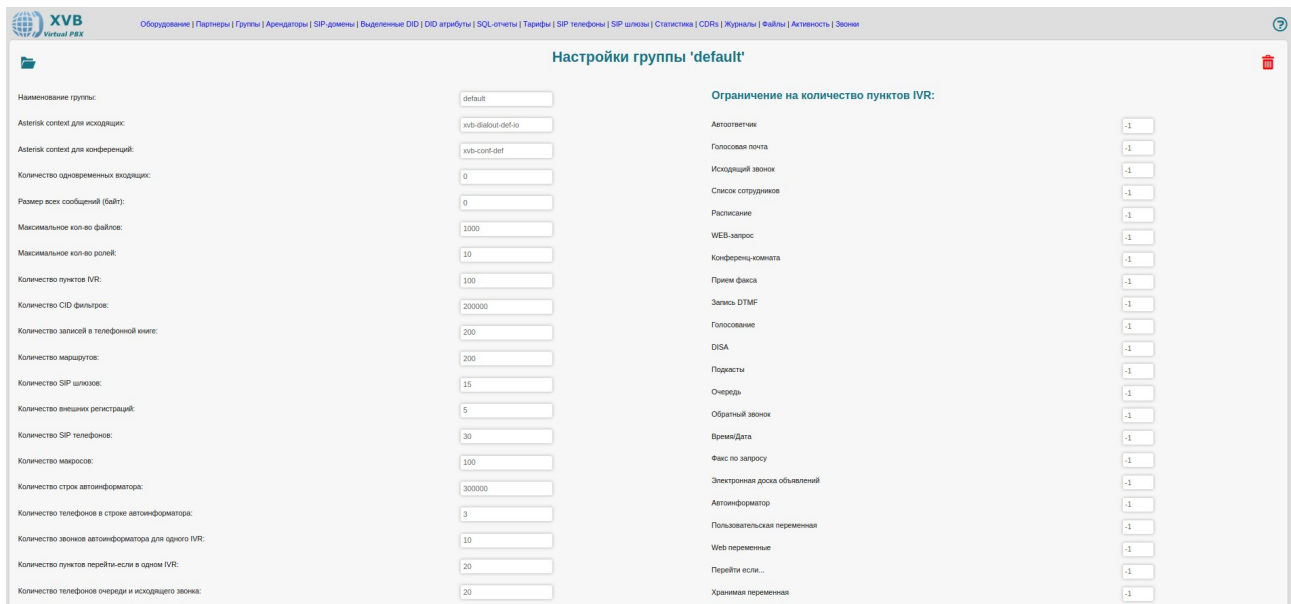 XVB
Virtual PBX
Оборудование | Партнеры | Группы | Арендаторы | SIP-домены | Выделенные DID | DID атрибуты | SQL-отчеты | Тарифы | SIP телефоны | SIP шлюзы | Статистика | CDRs | Журналы | Файлы | Активность | Звонки
?
Настройки группы 'default'
Наименование группы: default
Asterisk context для исходящих: xvb-dialout-def-io
Asterisk context для конференций: xvb-conf-def
Количество одновременных входящих: 0
Размер всех сообщений (байт): 0
Максимальное кол-во файлов: 1000
Максимальное кол-во ролей: 10
Количество пунктов IVR: 100
Количество CID фильтров: 200000
Количество записей в телефонной книге: 200
Количество маршрутов: 200
Количество SIP шлюзов: 15
Количество внешних регистраций: 5
Количество SIP телефонов: 30
Количество макросов: 100
Количество строк автоинформатора: 300000
Количество телефонов в строке автоинформатора: 3
Количество звонков автоинформатора для одного IVR: 10
Количество пунктов перейти-если в одном IVR: 20
Количество телефонов очереди и исходящего звонка: 20
Ограничение на количество пунктов IVR:
Автоответчик -1
Голосовая почта -1
Исходящий звонок -1
Список сотрудников -1
Расписание -1
WEB-запрос -1
Конференц-комната -1
Прием факса -1
Запись DTMF -1
Голосование -1
DISA -1
Подкасты -1
Очередь -1
Обратный звонок -1
Время/Дата -1
Факс по запросу -1
Электронная доска объявлений -1
Автоинформатор -1
Пользовательская переменная -1
Web переменные -1
Перейти если... -1
Хранимая переменная -1